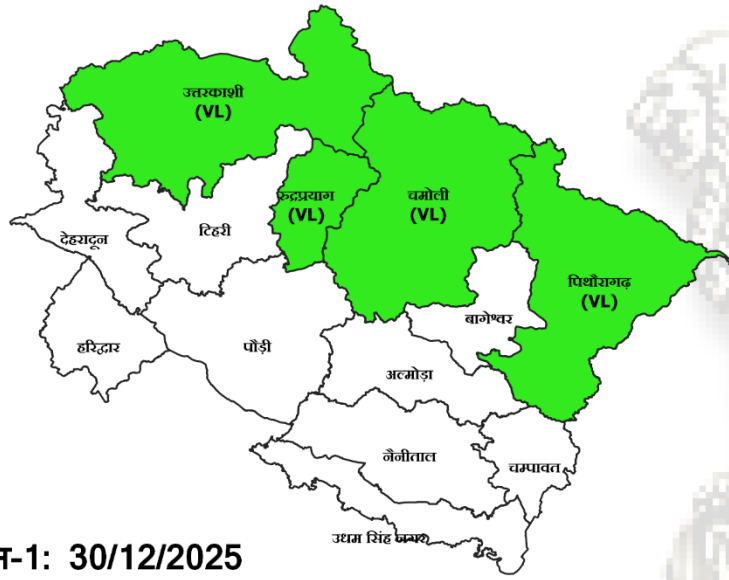 उत्तरकाशी
(VL)
रुद्रप्रयाग
(VL)
चमोली
(VL)
टिहरी
देहरादून
पिथौरागढ़
(VL)
बागेश्वर
हरिद्वार
पौड़ी
अल्मोड़ा
नैनीताल
चम्पावत
उधम सिंह नगर
-1: 30/12/2025